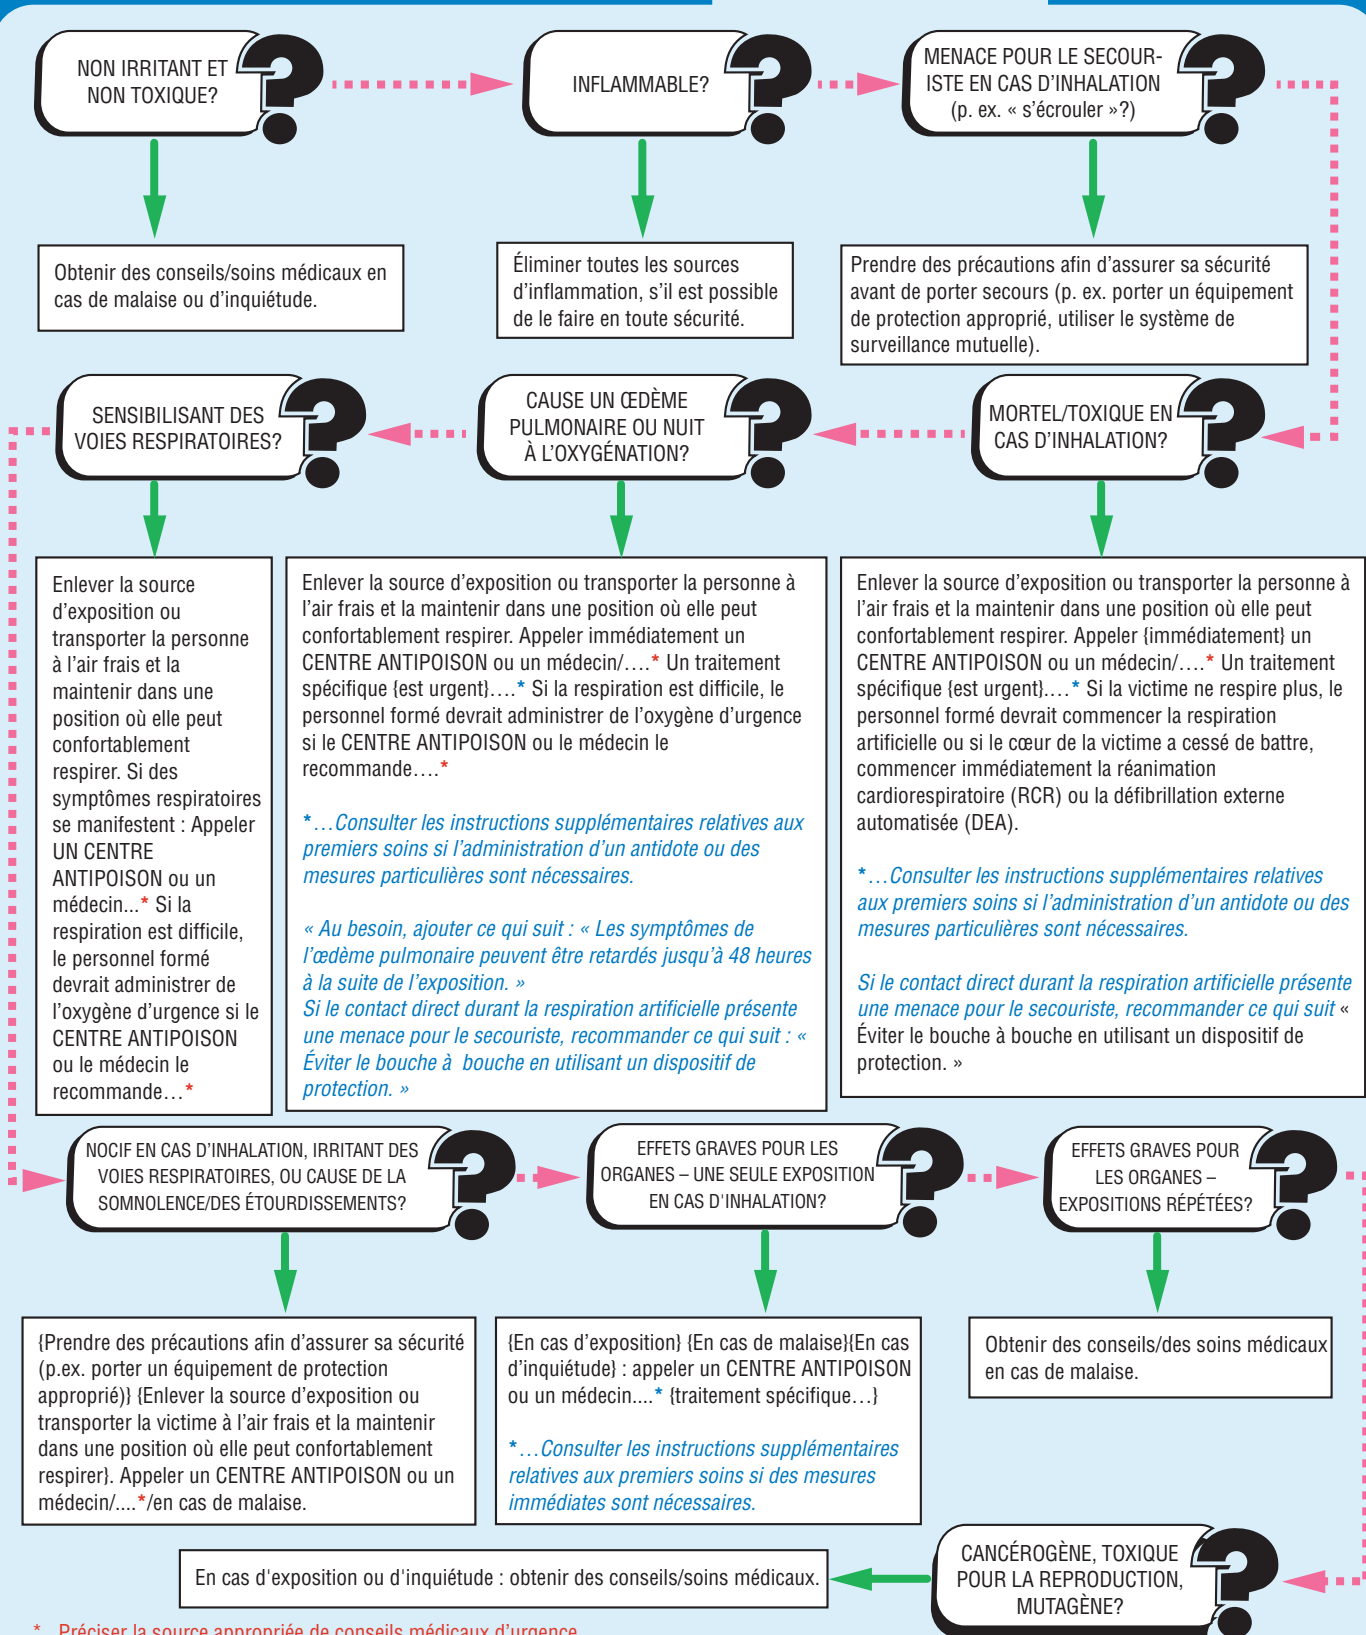 NON IRRITANT ET
NON TOXIQUE?
INFLAMMABLE?
MENACE POUR LE SECOUR-
ISTE EN CAS D’INHALATION
(p. ex. « s’écrouler »?)
Obtenir des conseils/soins médicaux en
cas de malaise ou d’inquiétude.
Éliminer toutes les sources
d’inflammation, s’il est possible
de le faire en toute sécurité.
Prendre des précautions afin d’assurer sa sécurité
avant de porter secours (p. ex. porter un équipement
de protection approprié, utiliser le système de
surveillance mutuelle).
MORTEL/TOXIQUE EN
CAS D’INHALATION?
CAUSE UN ŒDÈME
PULMONAIRE OU NUIT
À L’OXYGÉNATION?
SENSIBILISANT DES
VOIES RESPIRATOIRES?
Enlever la source d’exposition ou transporter la personne à
l’air frais et la maintenir dans une position où elle peut
confortablement respirer. Appeler {immédiatement} un
CENTRE ANTIPOISON ou un médecin/….* Un traitement
spécifique {est urgent}.…* Si la victime ne respire plus, le
personnel formé devrait commencer la respiration
artificielle ou si le cœur de la victime a cessé de battre,
commencer immédiatement la réanimation
cardiorespiratoire (RCR) ou la défibrillation externe
automatisée (DEA).
*…Consulter les instructions supplémentaires relatives
aux premiers soins si l’administration d’un antidote ou des
mesures particulières sont nécessaires.
Si le contact direct durant la respiration artificielle présente
une menace pour le secouriste, recommander ce qui suit «
Éviter le bouche à bouche en utilisant un dispositif de
protection. »
Enlever la source d’exposition ou transporter la personne à
l’air frais et la maintenir dans une position où elle peut
confortablement respirer. Appeler immédiatement un
CENTRE ANTIPOISON ou un médecin/….* Un traitement
spécifique {est urgent}….* Si la respiration est difficile, le
personnel formé devrait administrer de l’oxygène d’urgence
si le CENTRE ANTIPOISON ou le médecin le
recommande….*
*…Consulter les instructions supplémentaires relatives aux
premiers soins si l’administration d’un antidote ou des
mesures particulières sont nécessaires.
« Au besoin, ajouter ce qui suit : « Les symptômes de
l’œdème pulmonaire peuvent être retardés jusqu’à 48 heures
à la suite de l’exposition. »
Si le contact direct durant la respiration artificielle présente
une menace pour le secouriste, recommander ce qui suit : «
Éviter le bouche à bouche en utilisant un dispositif de
protection. »
Enlever la source
d’exposition ou
transporter la personne
à l’air frais et la
maintenir dans une
position où elle peut
confortablement
respirer. Si des
symptômes respiratoires
se manifestent : Appeler
UN CENTRE
ANTIPOISON ou un
médecin...* Si la
respiration est difficile,
le personnel formé
devrait administrer de
l’oxygène d’urgence si le
CENTRE ANTIPOISON
ou le médecin le
recommande…*
NOCIF EN CAS D’INHALATION, IRRITANT DES
VOIES RESPIRATOIRES, OU CAUSE DE LA
SOMNOLENCE/DES ÉTOURDISSEMENTS?
EFFETS GRAVES POUR LES
ORGANES – UNE SEULE EXPOSITION
EN CAS D'INHALATION?
EFFETS GRAVES POUR
LES ORGANES –
EXPOSITIONS RÉPÉTÉES?
{Prendre des précautions afin d’assurer sa sécurité
(p.ex. porter un équipement de protection
approprié)} {Enlever la source d’exposition ou
transporter la victime à l’air frais et la maintenir
dans une position où elle peut confortablement
respirer}. Appeler un CENTRE ANTIPOISON ou un
médecin/....*/en cas de malaise.
{En cas d’exposition} {En cas de malaise}{En cas
d’inquiétude} : appeler un CENTRE ANTIPOISON
ou un médecin....* {traitement spécifique…}
*…Consulter les instructions supplémentaires
relatives aux premiers soins si des mesures
immédiates sont nécessaires.
Obtenir des conseils/des soins médicaux
en cas de malaise.
CANCÉROGÈNE, TOXIQUE
POUR LA REPRODUCTION,
MUTAGÈNE?
En cas d'exposition ou d'inquiétude : obtenir des conseils/soins médicaux.
* Préciser la source appropriée de conseils médicaux d’urgence